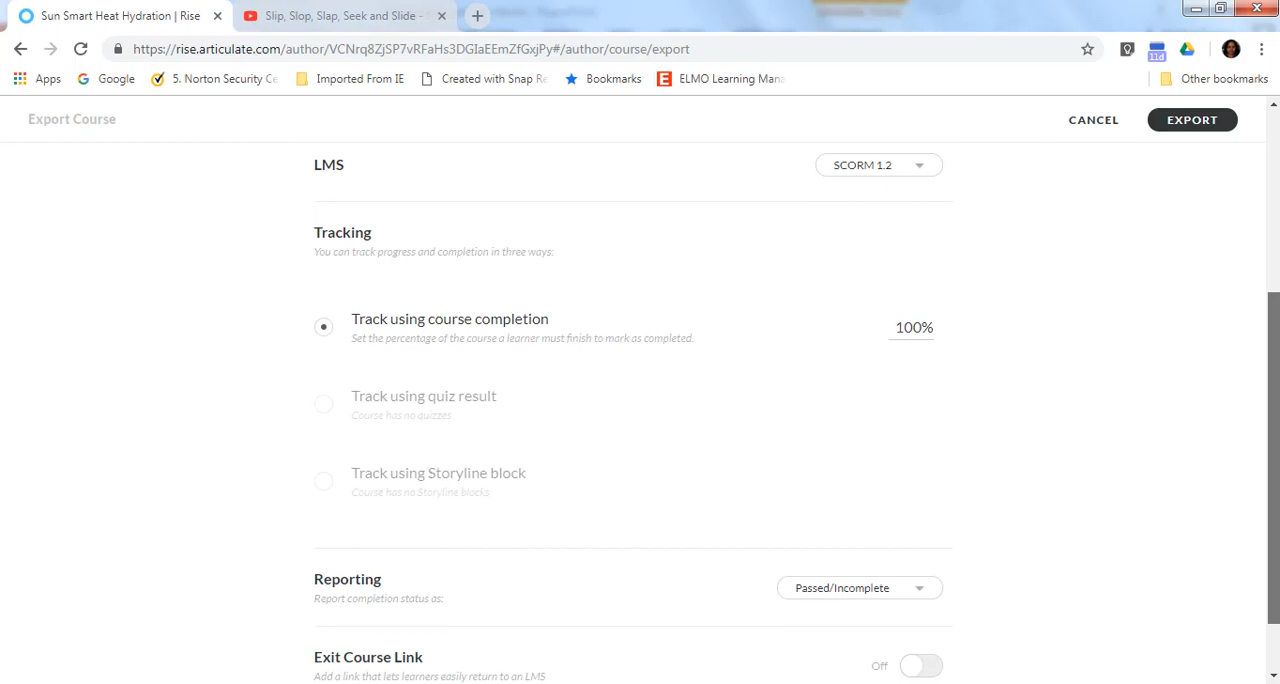 Sun Smart Heat Hydration | Rise
Slip, Slop, Slap, Seek and Slide -
https://rise.articulate.com/author/VCNrq8ZjSP7vRFaHs3DGIaEEmZfGxjPy#/author/course/export
11d
Apps Google 5. Norton Security Ce Imported From IE Created with Snap Re Bookmarks ELMO Learning Mana Other bookmarks
Export Course CANCEL EXPORT
LMS SCORM 1.2
Tracking
You can track progress and completion in three ways:
Track using course completion 100%
Set the percentage of the course a learner must finish to mark as completed.
Track using quiz result
Course has no quizzes
Track using Storyline block
Course has no Storyline blocks
Reporting Passed/Incomplete
Report completion status as:
Exit Course Link Off
Add a link that lets learners easily return to an LMS